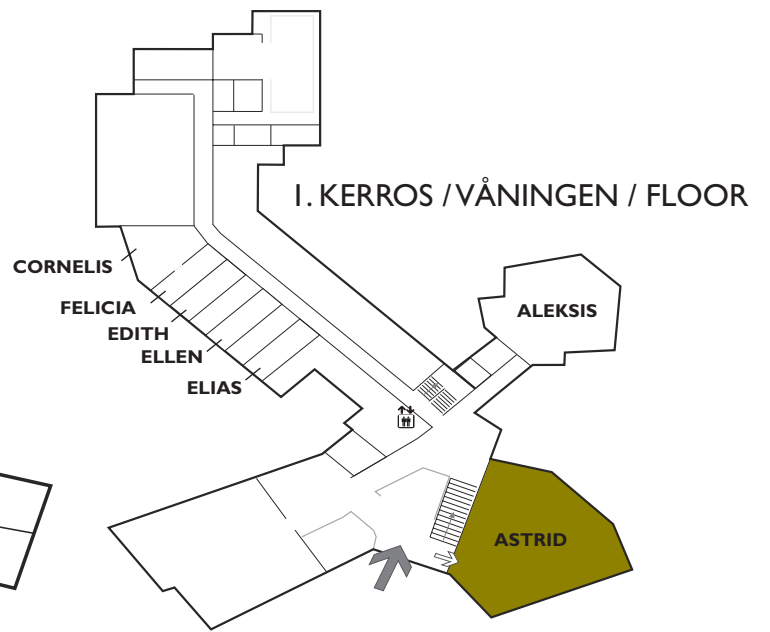 I. KERROS / VÅNINGEN / FLOOR
CORNELIS
FELICIA
EDITH
ELLEN
ELIAS
ALEKSIS
ASTRID